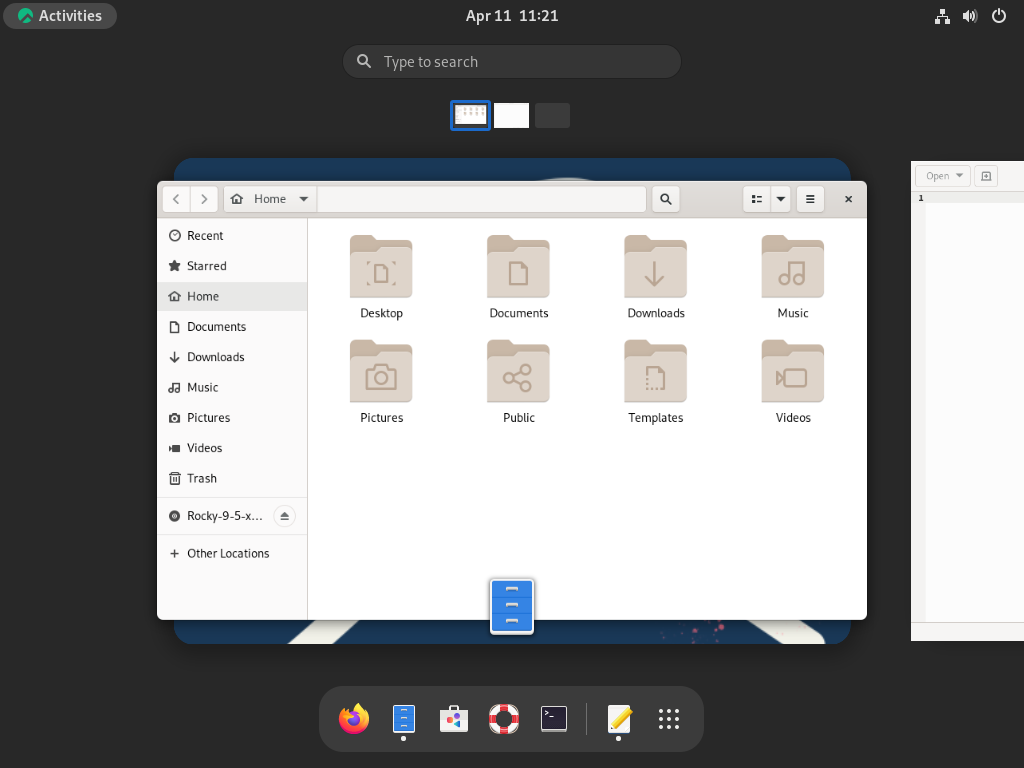 Activities
Apr 11 11:21
Type to search
Home
Open
1
Recent
Starred
Home
Documents
Downloads
Music
Pictures
Videos
Trash
Rocky-9-5-x...
Other Locations
Desktop
Documents
Downloads
Music
Pictures
Public
Templates
Videos
>_